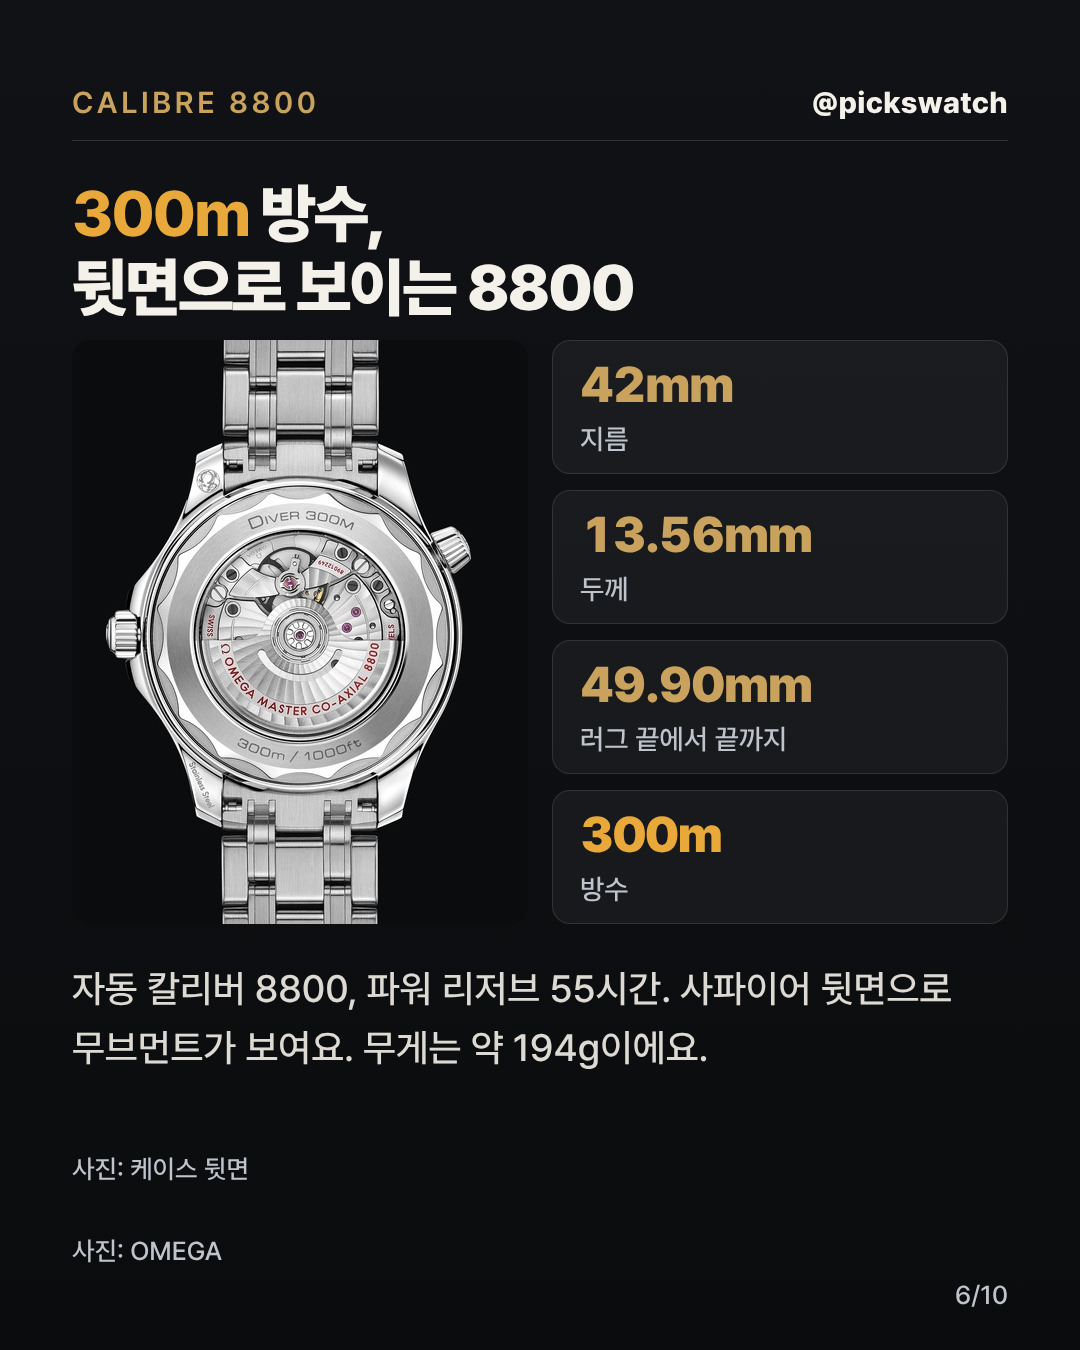 CALIBRE 8800
@pickswatch
300m 방수,
뒷면으로 보이는 8800
DIVER 300M
SWISS
Ω OMEGA MASTER CO-AXIAL 8800
300m / 1000ft
Stainless Steel
42mm
지름
13.56mm
두께
49.90mm
러그 끝에서 끝까지
300m
방수
자동 칼리버 8800, 파워 리저브 55시간. 사파이어 뒷면으로
무브먼트가 보여요. 무게는 약 194g이에요.
사진: 케이스 뒷면
사진: OMEGA
6/10